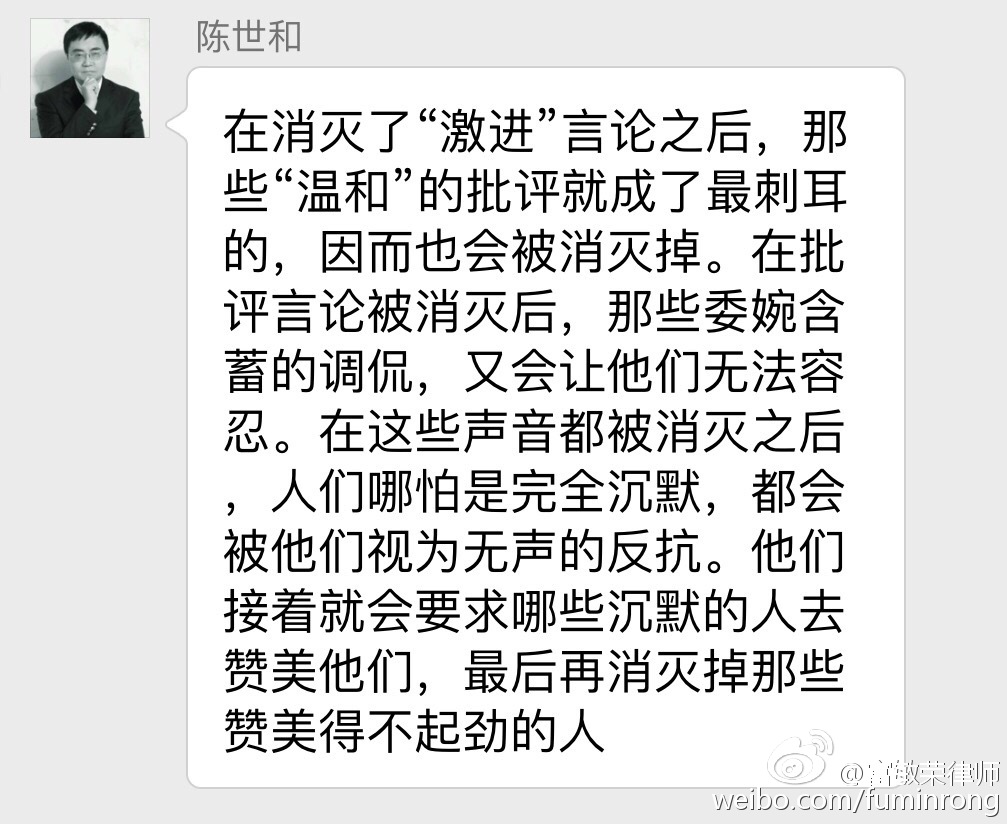 陈世和
在消灭了“激进”言论之后，那
些“温和”的批评就成了最刺耳
的，因而也会被消灭掉。在批
评言论被消灭后，那些委婉含
蓄的调侃，又会让他们无法容
忍。在这些声音都被消灭之后
，人们哪怕是完全沉默，都会
被他们视为无声的反抗。他们
接着就会要求哪些沉默的人去
赞美他们，最后再消灭掉那些
赞美得不起劲的人
@富敏荣律师
weibo.com/fuminrong